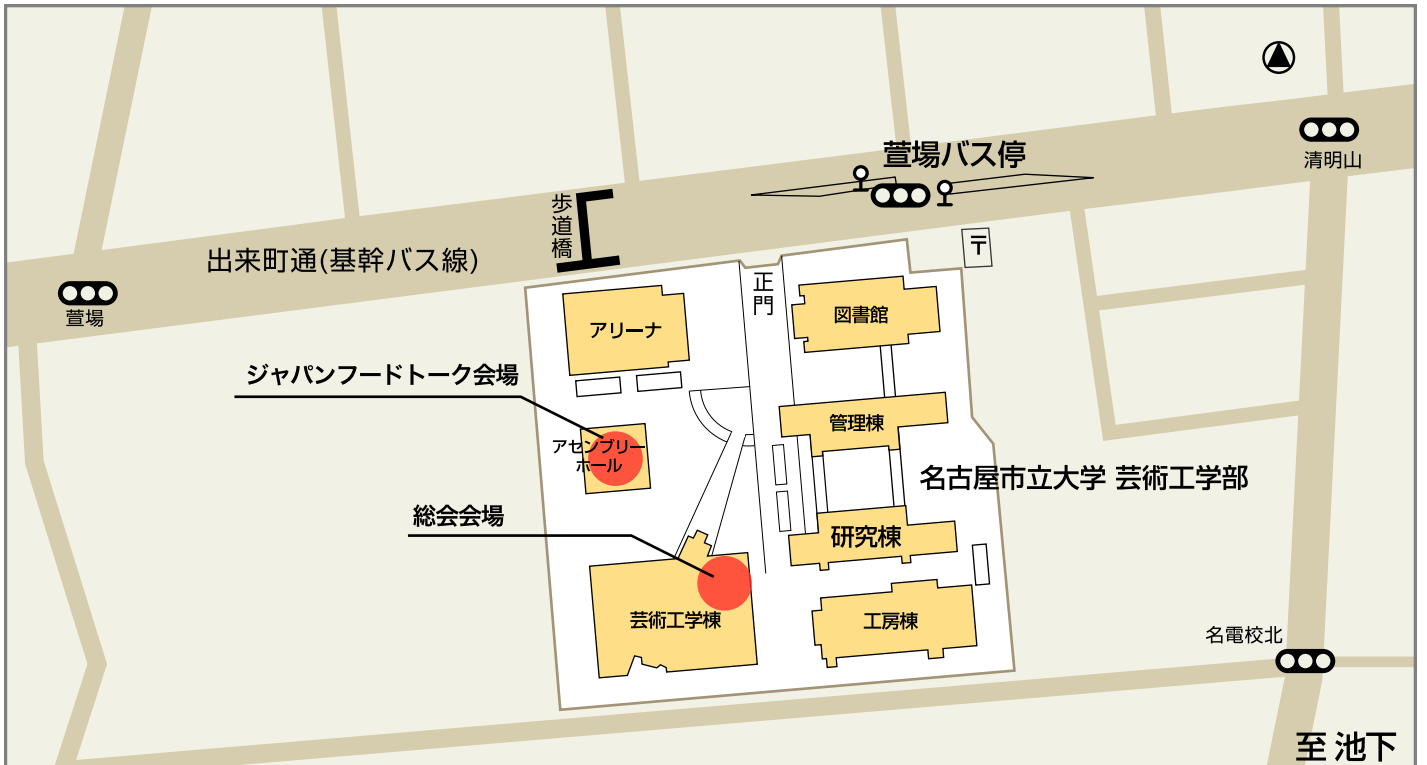 萱場バス停
清明山
歩道橋
〒
出来町通(基幹バス線)
正門
萱場
アリーナ
図書館
ジャパンフードトーク会場
管理棟
アセンブリー
ホール
名古屋市立大学 芸術工学部
総会会場
研究棟
芸術工学棟
工房棟
名電校北
至 池下